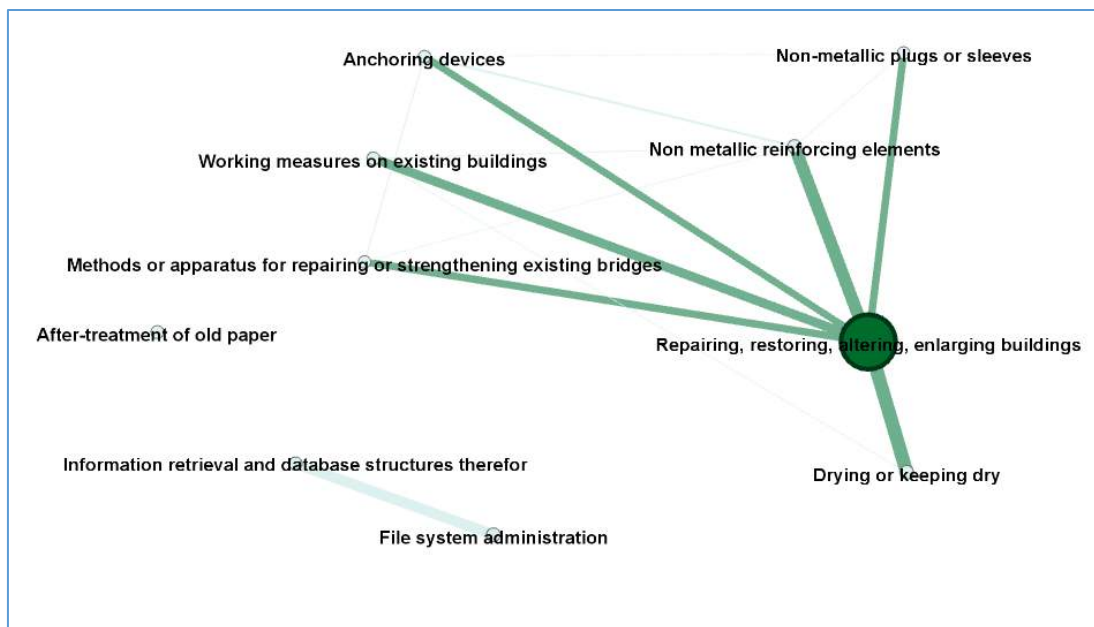 Anchoring devices
Non-metallic plugs or sleeves
Non metallic reinforcing elements
Working measures on existing buildings
Methods or apparatus for repairing or strengthening existing bridges
After-treatment of old paper
Repairing, restoring, altering, enlarging buildings
Information retrieval and database structures therefor
Drying or keeping dry
File system administration